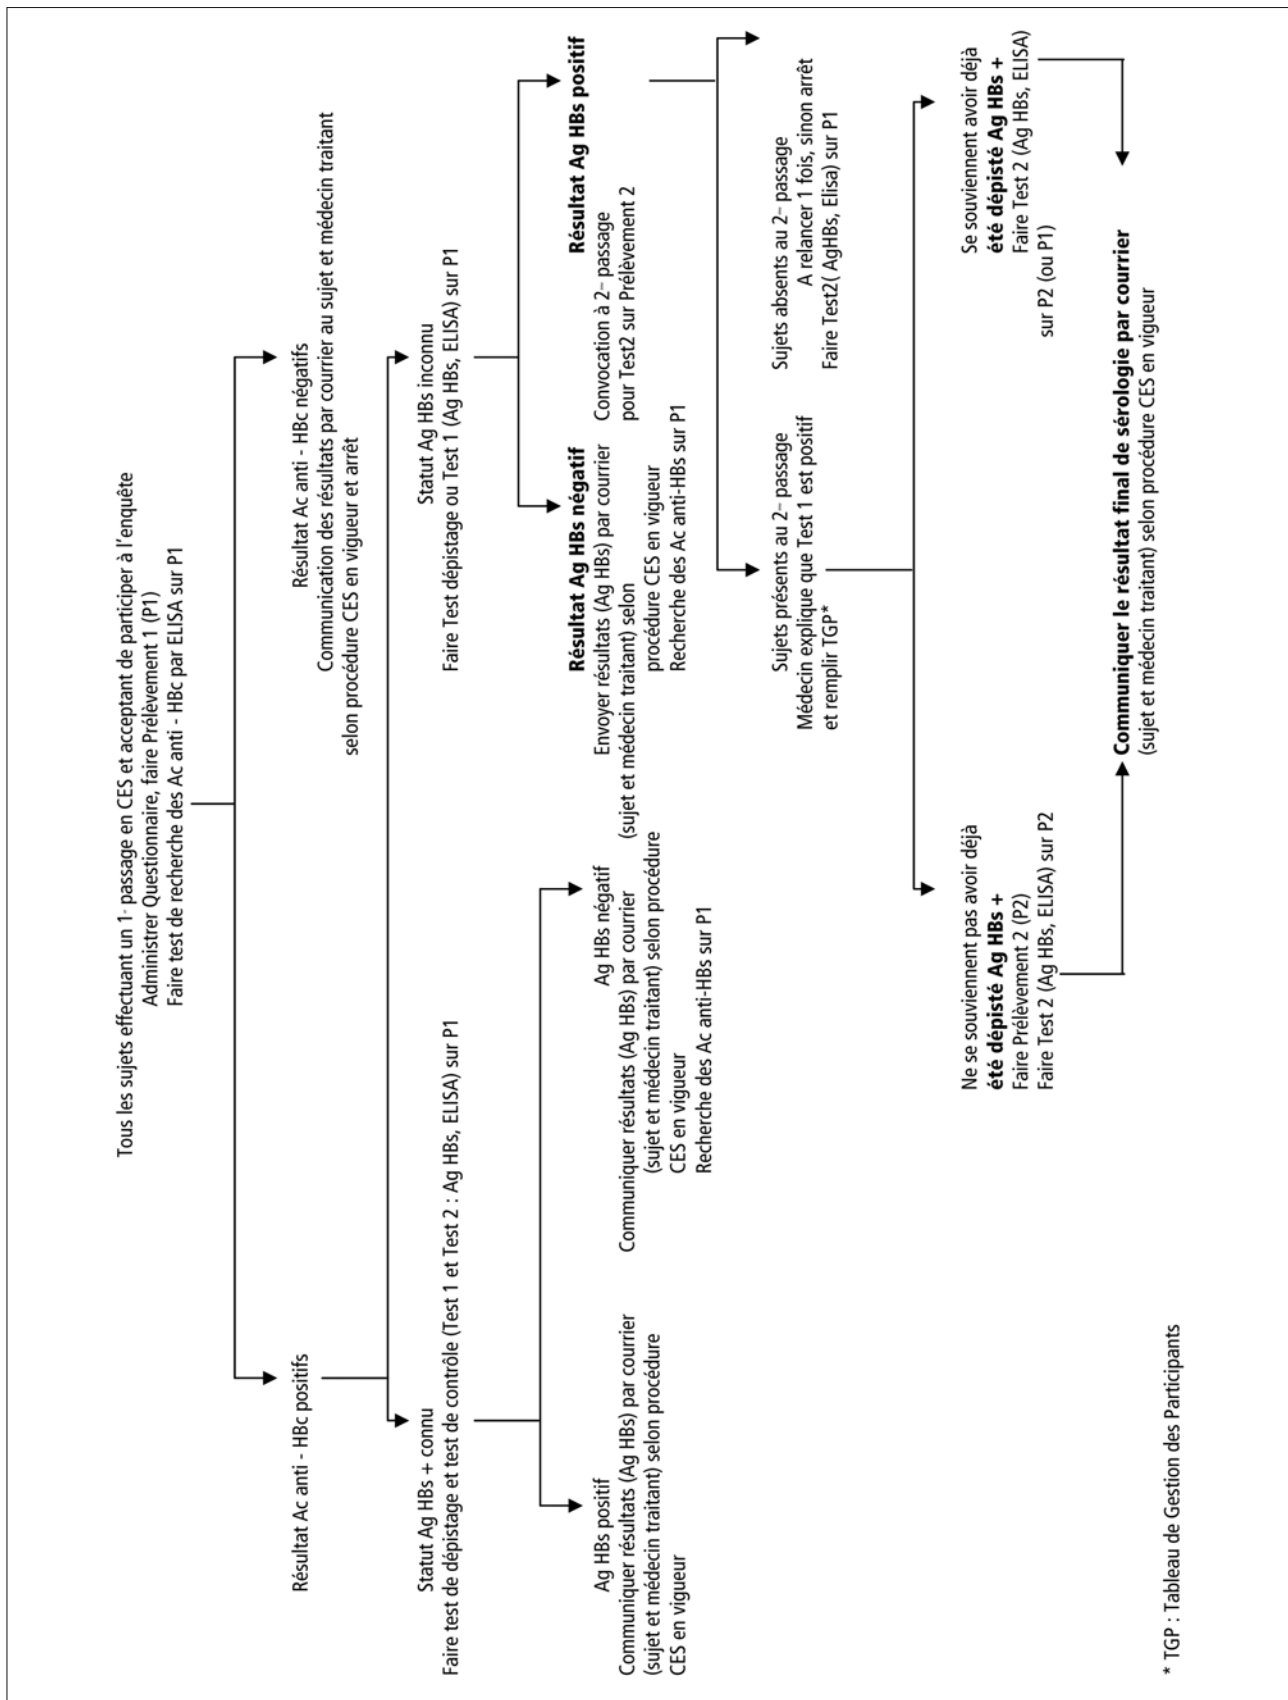 Tous les sujets effectuant un 1- passage en CES et acceptant de participer à l'enquête
Administrer Questionnaire, faire Prélèvement 1 (P1)
Faire test de recherche des Ac anti - HBc par ELISA sur P1
Résultat Ac anti - HBc positifs
Résultat Ac anti - HBc négatifs
Communication des résultats par courrier au sujet et médecin traitant
selon procédure CES en vigueur et arrêt
Statut Ag HBs + connu
Faire test de dépistage et test de contrôle (Test 1 et Test 2 : Ag HBs, ELISA) sur P1
Statut Ag HBs inconnu
Faire Test dépistage ou Test 1 (Ag HBs, ELISA) sur P1
Ag HBs positif
Communiquer résultats (Ag HBs) par courrier
(sujet et médecin traitant) selon procédure
CES en vigueur
Ag HBs négatif
Communiquer résultats (Ag HBs) par courrier
(sujet et médecin traitant) selon procédure
CES en vigueur
Recherche des Ac anti-HBs sur P1
Résultat Ag HBs négatif
Envoyer résultats (Ag HBs) par courrier
(sujet et médecin traitant) selon
procédure CES en vigueur
Recherche des Ac anti-HBs sur P1
Résultat Ag HBs positif
Convocation à 2- passage
pour Test2 sur Prélèvement 2
Sujets présents au 2- passage
Médecin explique que Test 1 est positif
et remplir TGP*
Sujets absents au 2- passage
A relancer 1 fois, sinon arrêt
Faire Test2( AgHBs, Elisa) sur P1
Ne se souviennent pas avoir déjà
été dépisté Ag HBs +
Faire Prélèvement 2 (P2)
Faire Test 2 (Ag HBs, ELISA) sur P2
Se souviennent avoir déjà
été dépisté Ag HBs +
Faire Test 2 (Ag HBs, ELISA)
sur P2 (ou P1)
Communiquer le résultat final de sérologie par courrier
(sujet et médecin traitant) selon procédure CES en vigueur
* TGP : Tableau de Gestion des Participants